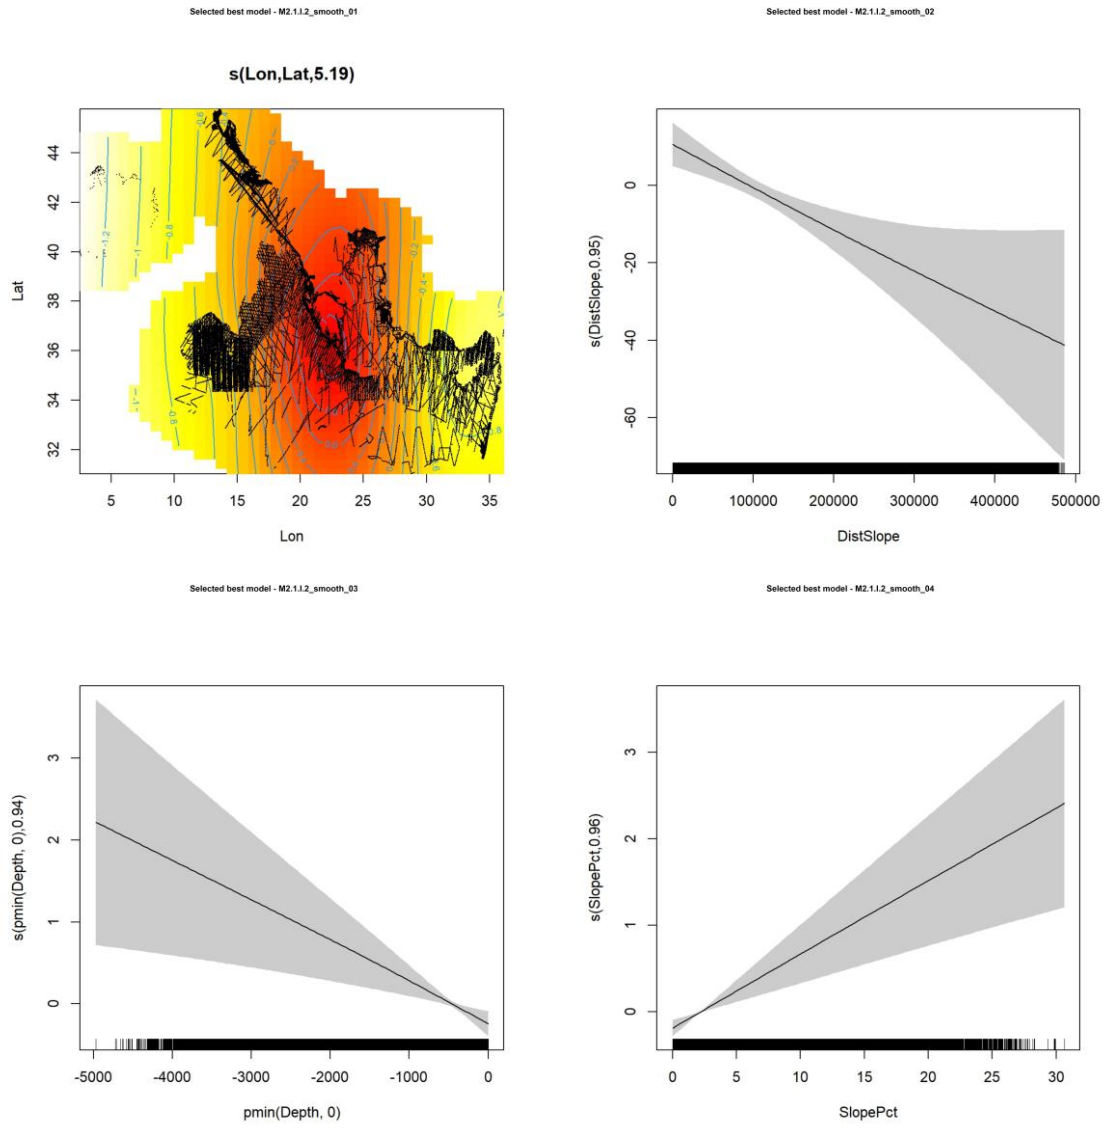 Selected best model - M2.1.I.2_smooth_01
Selected best model - M2.1.I.2_smooth_02
s(Lon,Lat,5.19)
Lat
44
42
40
38
36
34
32
5 10 15 20 25 30 35
Lon
s(DistSlope,0.95)
0
-20
-40
-60
0 100000 200000 300000 400000 500000
DistSlope
Selected best model - M2.1.I.2_smooth_03
Selected best model - M2.1.I.2_smooth_04
s(pmin(Depth, 0),0.94)
3
2
1
0
-5000 -4000 -3000 -2000 -1000 0
pmin(Depth, 0)
s(SlopePct,0.96)
3
2
1
0
0 5 10 15 20 25 30
SlopePct